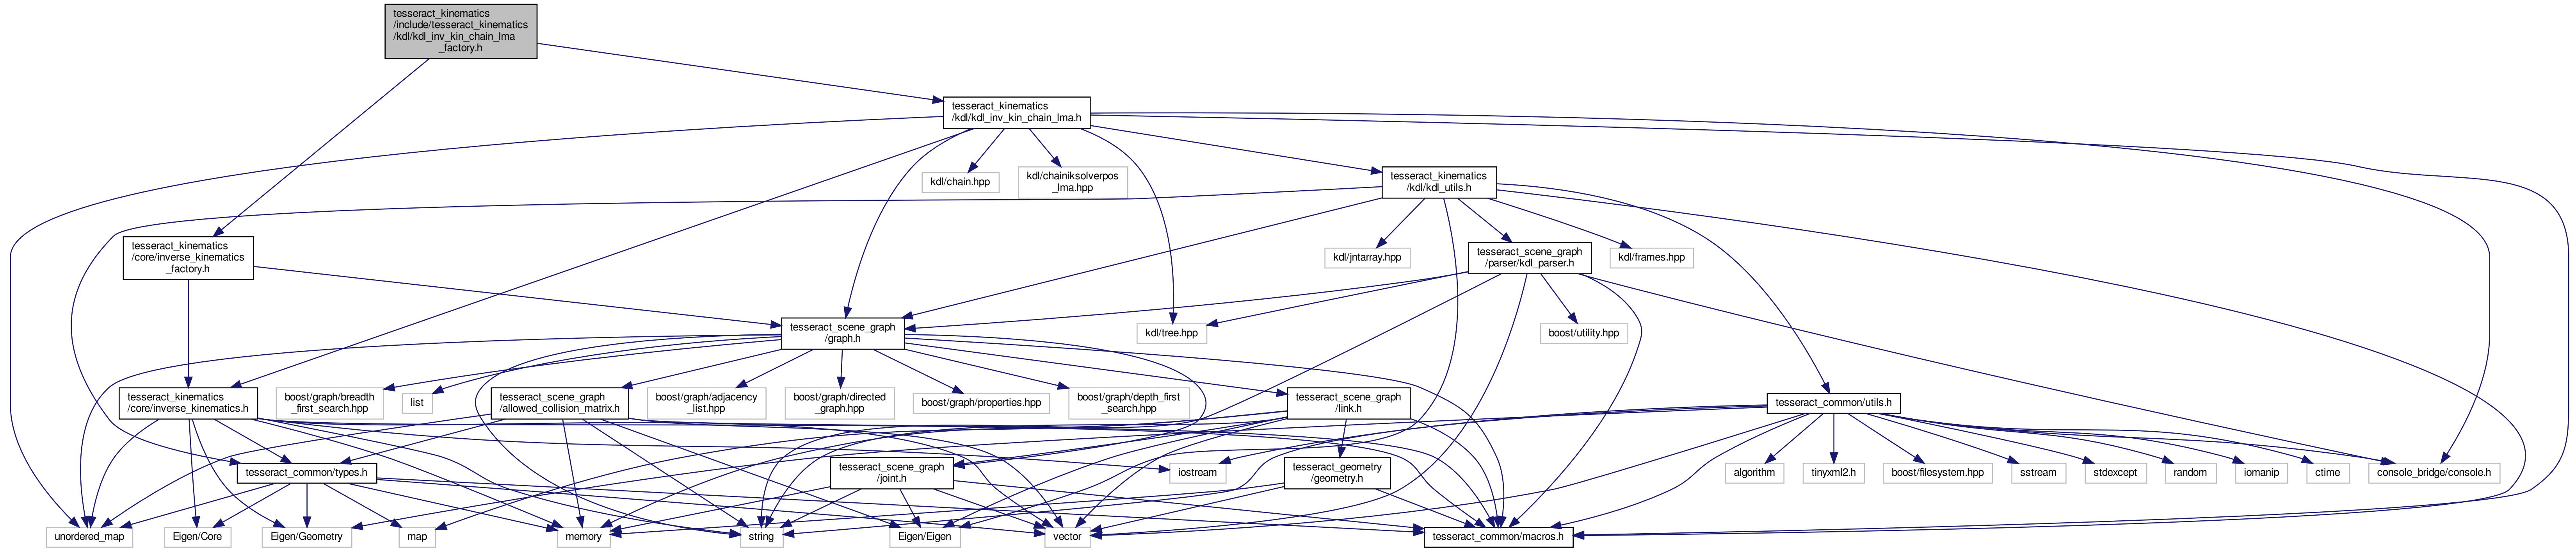 tesseract_kinematics
/include/tesseract_kinematics
/kdl/kdl_inv_kin_chain_lma
_factory.h
tesseract_kinematics
/kdl/kdl_inv_kin_chain_lma.h
kdl/chain.hpp
kdl/chainiksolverpos
_lma.hpp
tesseract_kinematics
/kdl/kdl_utils.h
tesseract_kinematics
/core/inverse_kinematics
_factory.h
kdl/jntarray.hpp
tesseract_scene_graph
/parser/kdl_parser.h
kdl/frames.hpp
tesseract_scene_graph
/graph.h
kdl/tree.hpp
boost/utility.hpp
tesseract_kinematics
/core/inverse_kinematics.h
boost/graph/breadth
_first_search.hpp
list
tesseract_scene_graph
/allowed_collision_matrix.h
boost/graph/adjacency
_list.hpp
boost/graph/directed
_graph.hpp
boost/graph/properties.hpp
boost/graph/depth_first
_search.hpp
tesseract_scene_graph
/link.h
tesseract_common/utils.h
tesseract_common/types.h
tesseract_scene_graph
/joint.h
iostream
tesseract_geometry
/geometry.h
algorithm
tinyxml2.h
boost/filesystem.hpp
sstream
stdexcept
random
iomanip
ctime
console_bridge/console.h
unordered_map
Eigen/Core
Eigen/Geometry
map
memory
string
Eigen/Eigen
vector
tesseract_common/macros.h